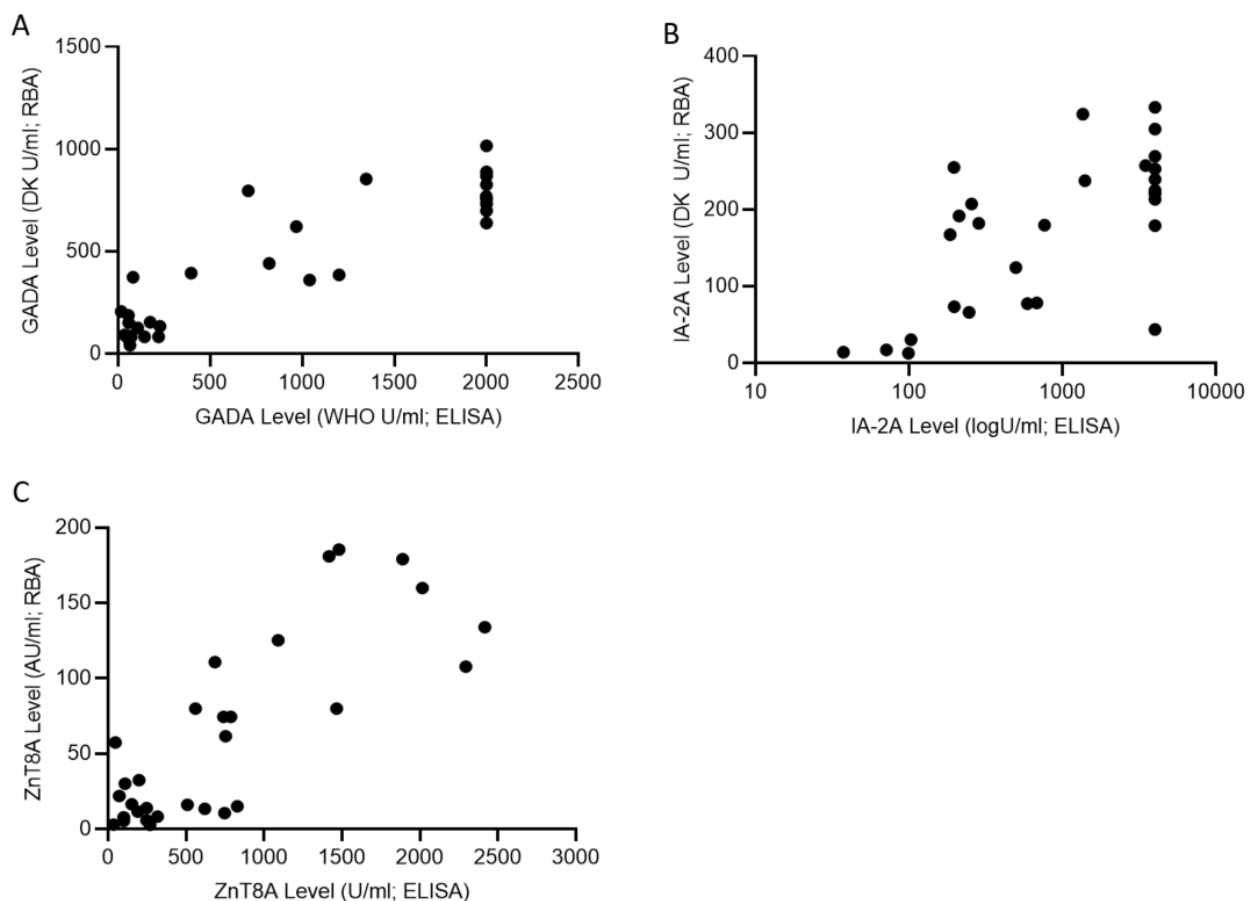 A
1500
1000
500
0
0 500 1000 1500 2000 2500
GADA Level (DK U/ml; RBA)
GADA Level (WHO U/ml; ELISA)
B
400
300
200
100
0
10 100 1000 10000
IA-2A Level (DK U/ml; RBA)
IA-2A Level (logU/ml; ELISA)
C
200
150
100
50
0
0 500 1000 1500 2000 2500 3000
ZnT8A Level (AU/ml; RBA)
ZnT8A Level (U/ml; ELISA)